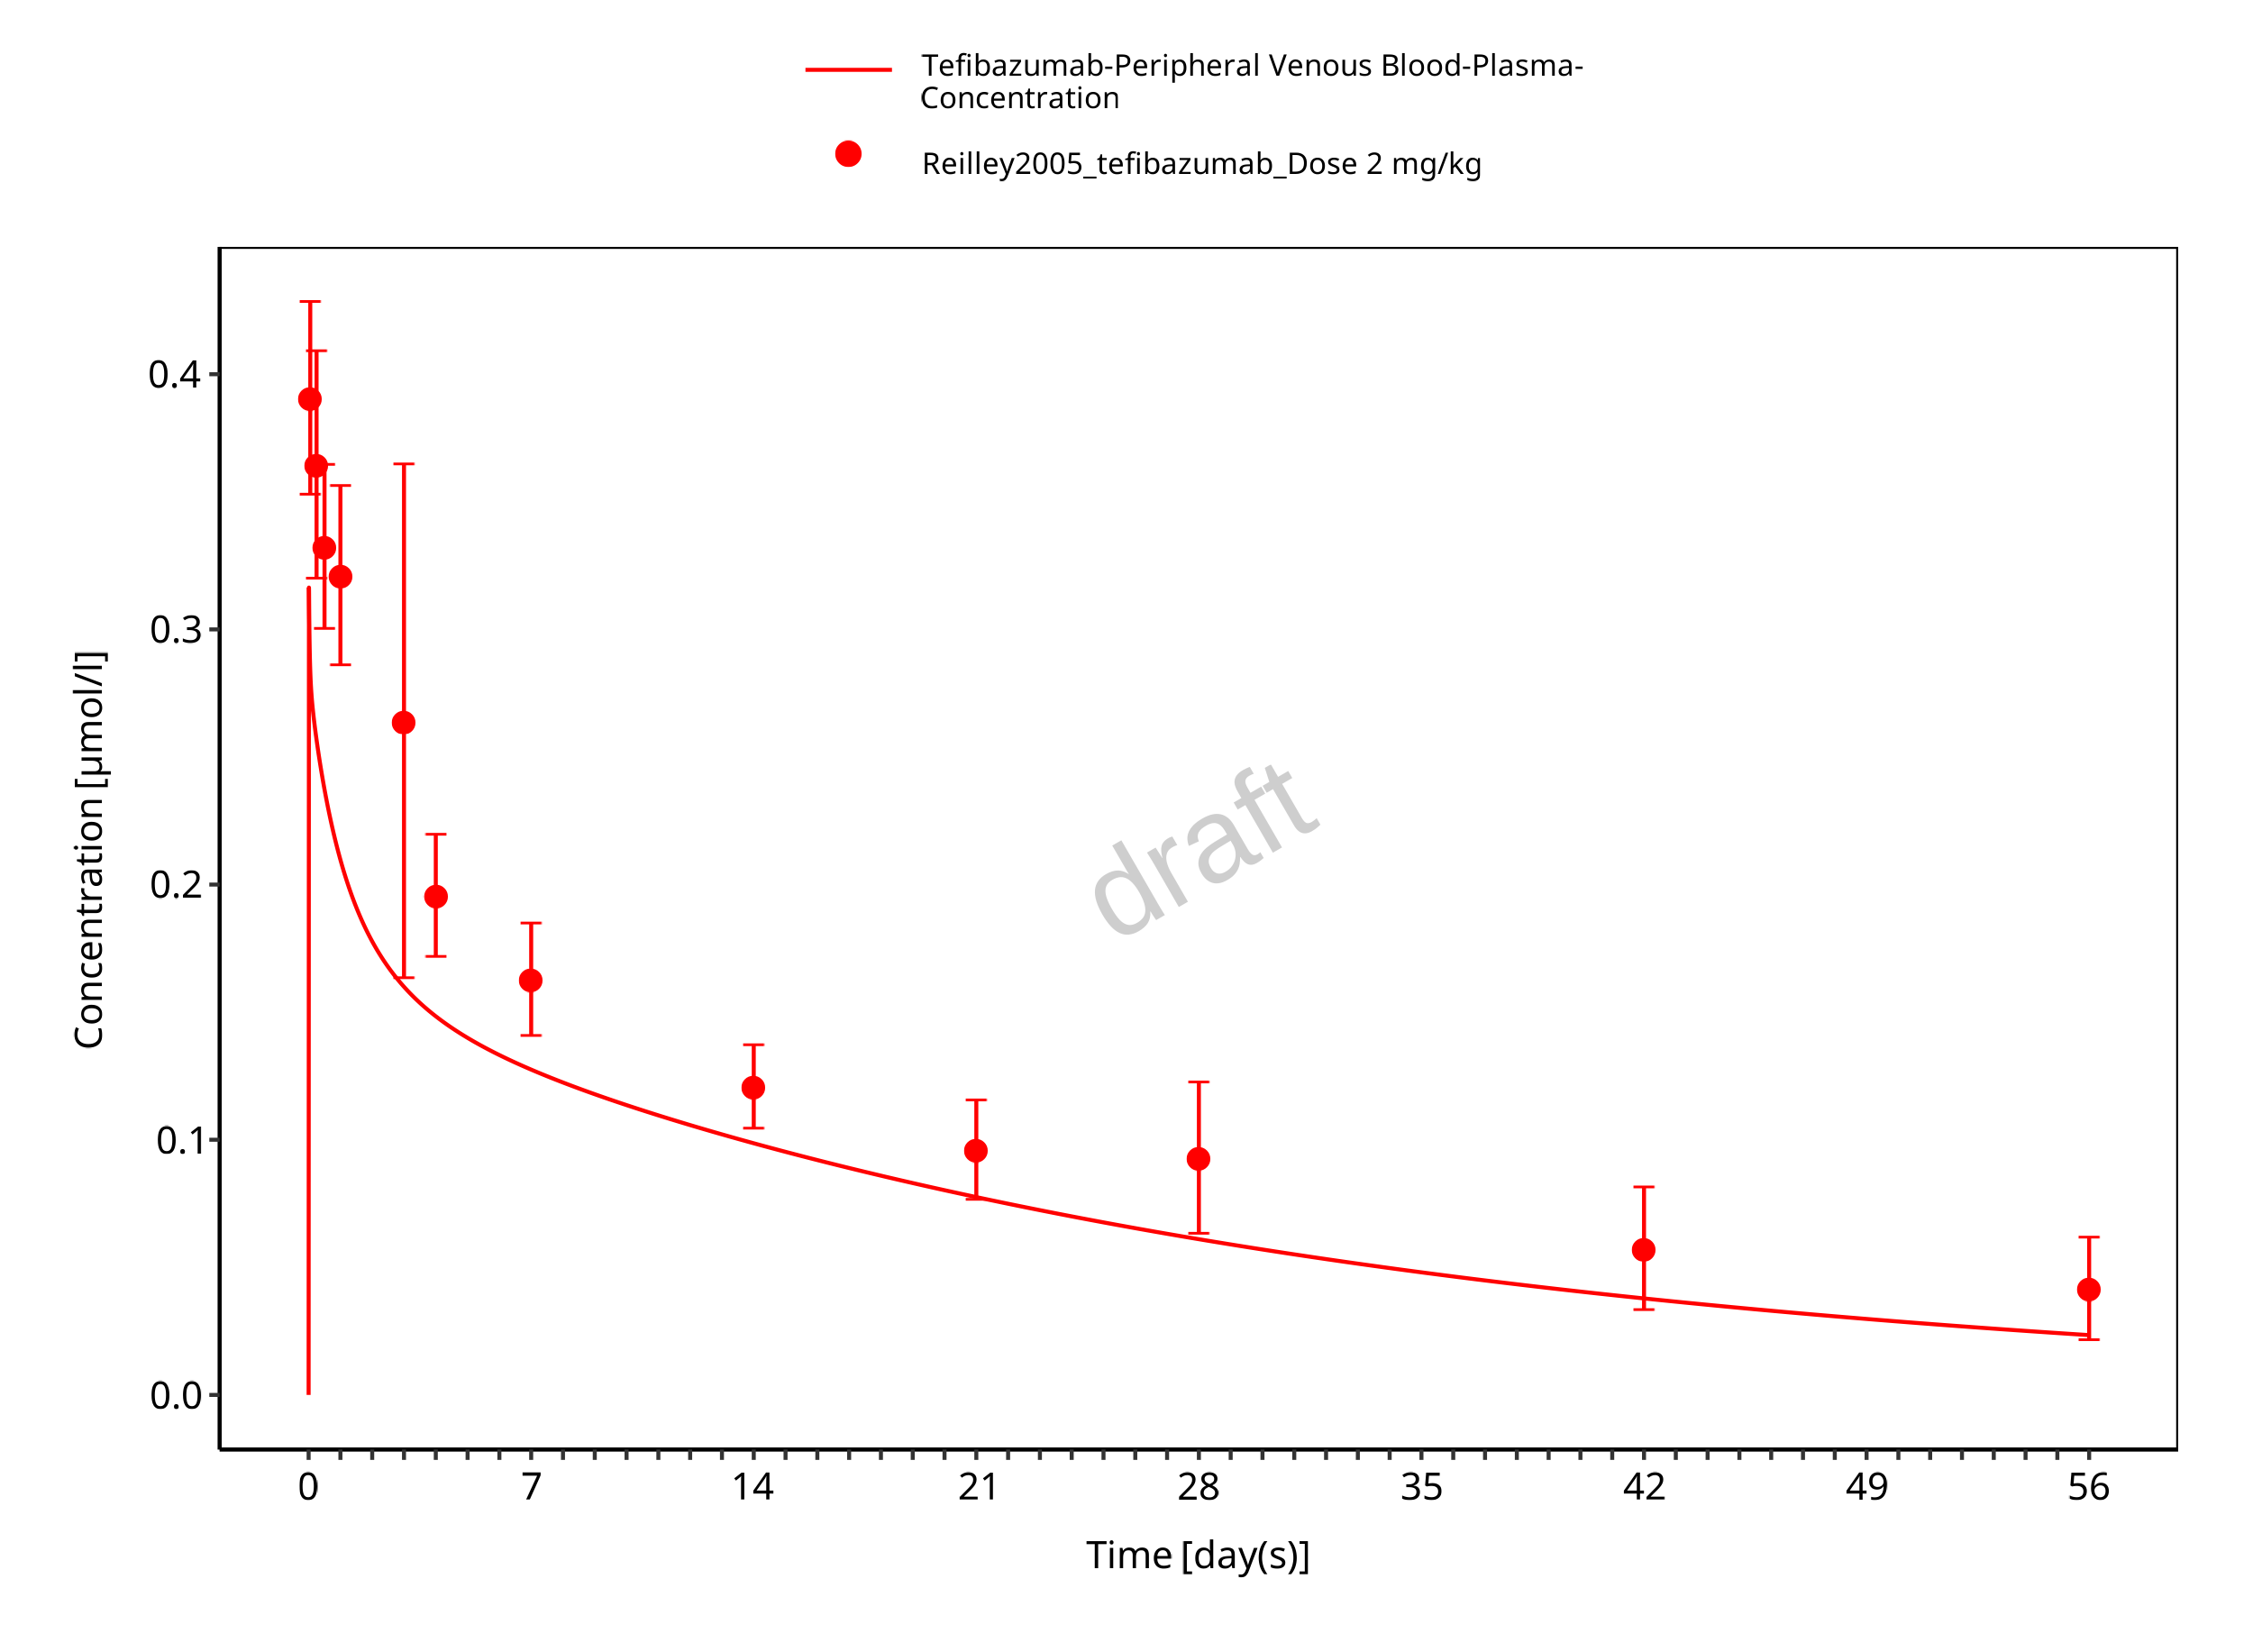 Tefibazumab-Peripheral Venous Blood-Plasma-
Concentration
Reilley2005_tefibazumab_Dose 2 mg/kg
0.4
0.3
0.2
0.1
0.0
Concentration [µmol/l]
draft
0 7 14 21 28 35 42 49 56
Time [day(s)]